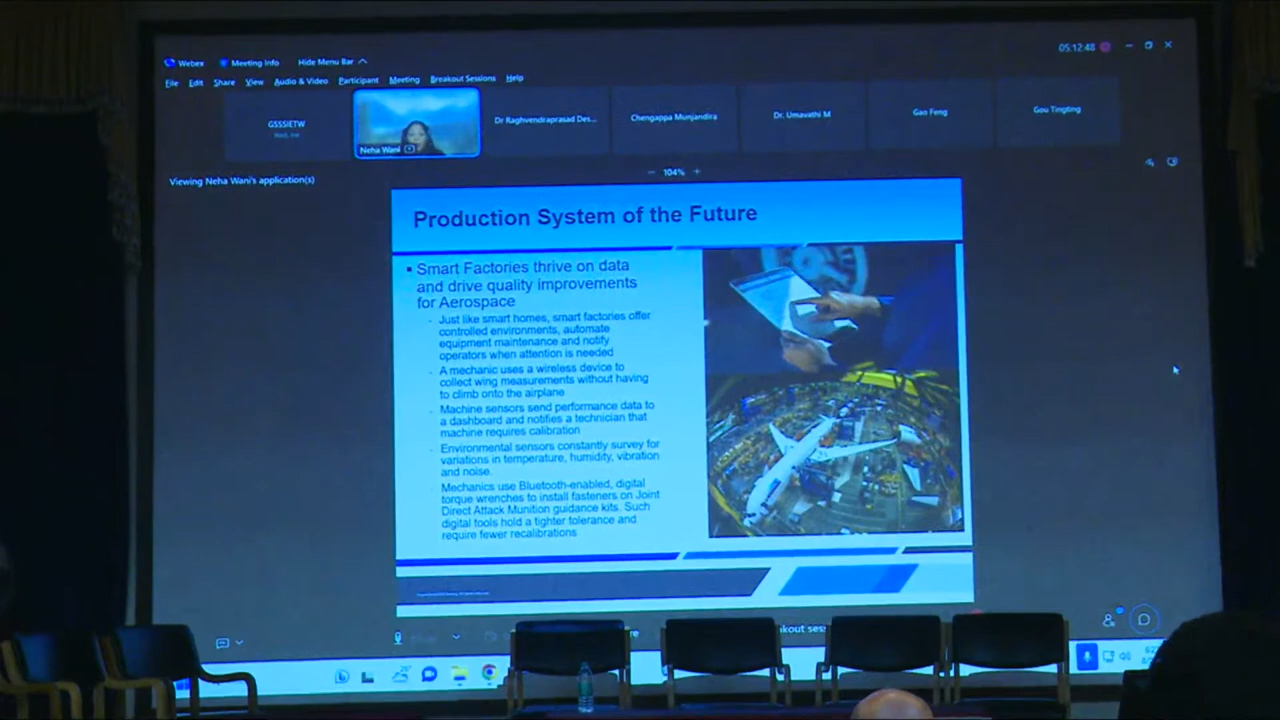 Webex
Meeting Info
Hide Menu Bar
05:12:48
File Edit Share View Audio & Video Participant Meeting Breakout Sessions Help
GSSSIETW
Neha Wani
Dr Raghvendraprasad Des...
Chengappa Munjandira
Dr. Umavathi M
Gao Feng
Gou Tingting
Viewing Neha Wani's application(s)
104%
Production System of the Future
Smart Factories thrive on data
and drive quality improvements
for Aerospace
Just like smart homes, smart factories offer
controlled environments, automate
equipment maintenance and notify
operators when attention is needed
A mechanic uses a wireless device to
collect wing measurements without having
to climb onto the airplane
Machine sensors send performance data to
a dashboard and notifies a technician that
machine requires calibration
Environmental sensors constantly survey for
variations in temperature, humidity, vibration
and noise.
Mechanics use Bluetooth-enabled, digital
torque wrenches to install fasteners on Joint
Direct Attack Munition guidance kits. Such
digital tools hold a tighter tolerance and
require fewer recalibrations